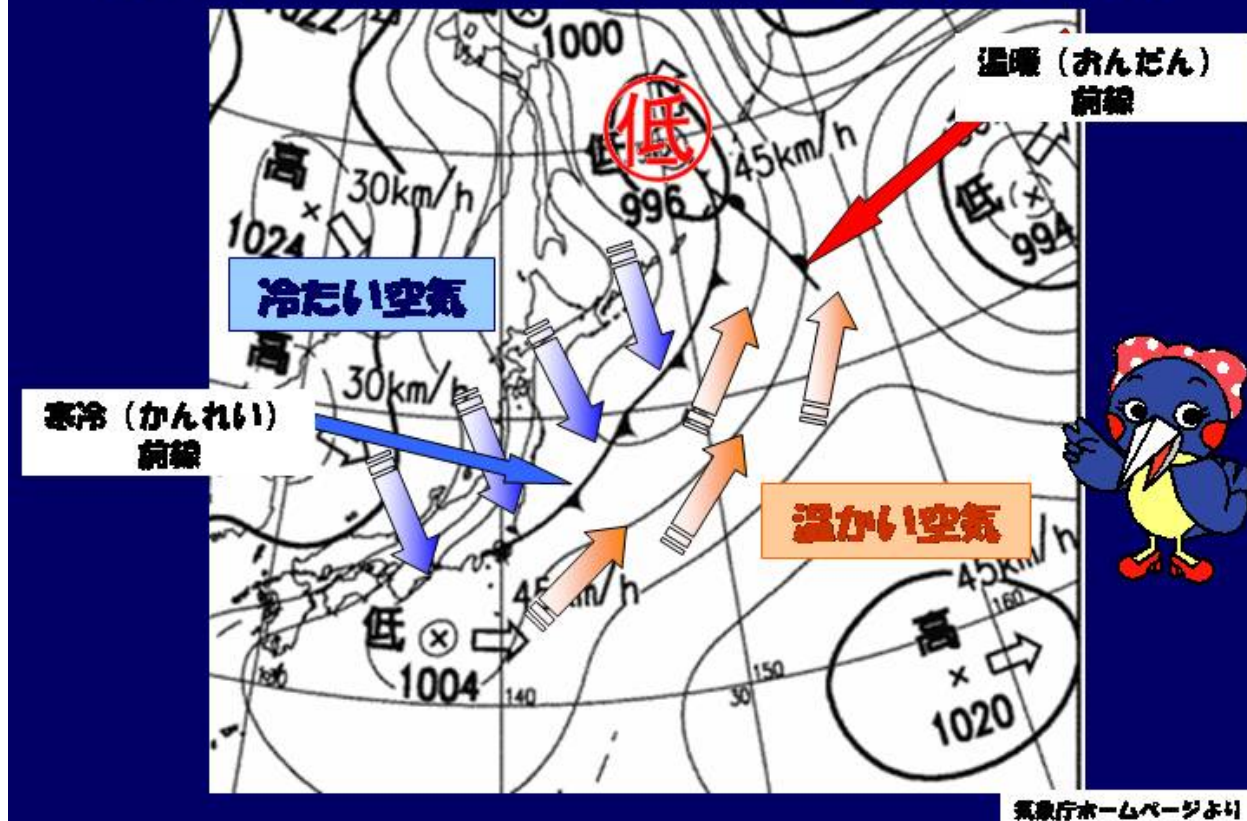 1022
1000
温暖（おんだん）
前線
低
低
996
45km/h
高
30km/h
1024
低
994
冷たい空気
高
30km/h
寒冷（かんれい）
前線
温かい空気
45km/h
45km/h
160
低
1004
140
150
30
高
1020
気象庁ホームページより